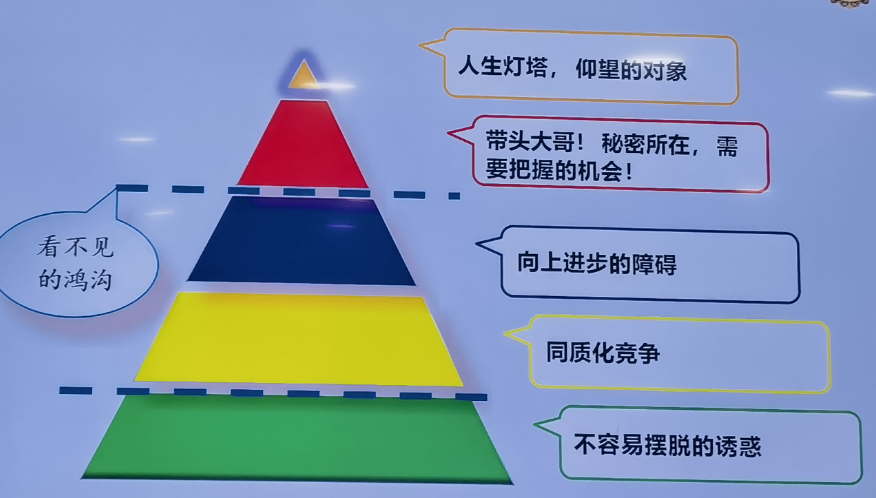 人生灯塔，仰望的对象
带头大哥！秘密所在，需
要把握的机会！
看不见
的鸿沟
向上进步的障碍
同质化竞争
不容易摆脱的诱惑